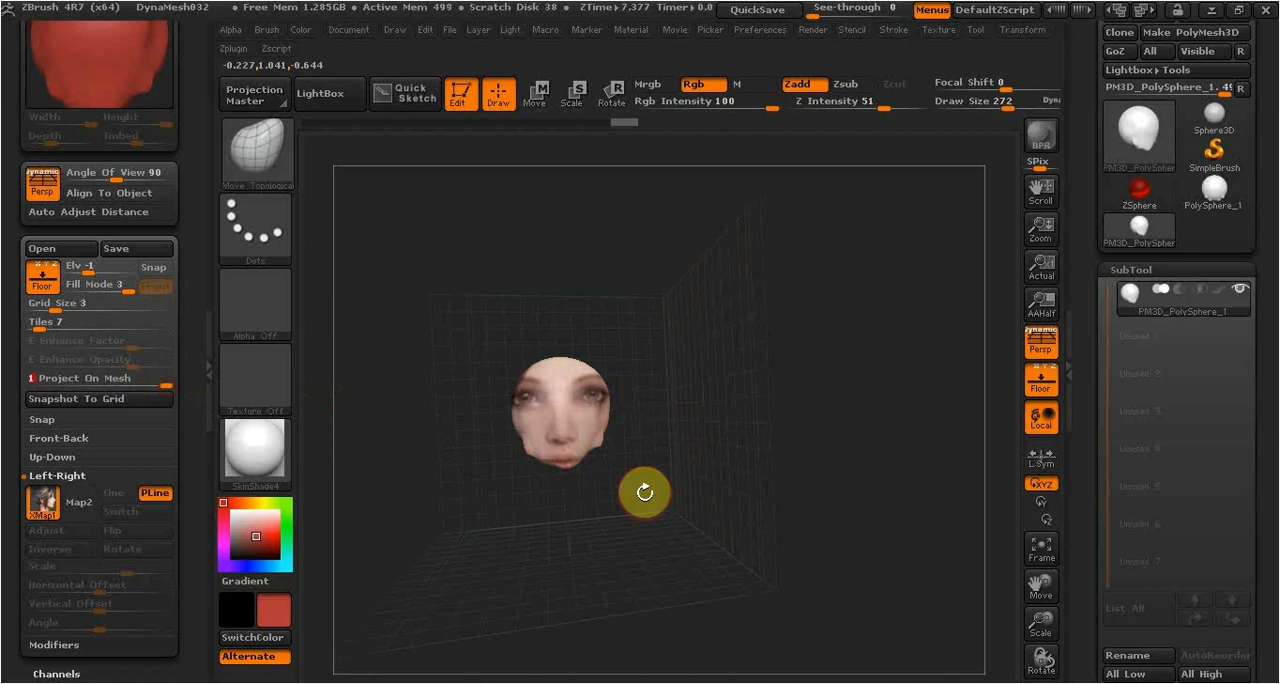 ZBrush 4R7 (x64) DynaMesh032 • Free Mem 1.285GB • Active Mem 499 • Scratch Disk 38 • ZTime▸7.377 Timer▸0.0 QuickSave See-through 0 Menus DefaultZScript
Alpha Brush Color Document Draw Edit File Layer Light Macro Marker Material Movie Picker Preferences Render Stencil Stroke Texture Tool Transform
Zplugin Zscript
-0.227,1.041,-0.644
Projection Master
LightBox
Quick Sketch
Edit
Draw
Move
Scale
Rotate
Mrgb Rgb M
Rgb Intensity 100
Zadd Zsub Zcut
Z Intensity 51
Focal Shift 0
Draw Size 272 Dyna
Width Height
Depth Imbed
Dynamic
Persp
Angle Of View 90
Align To Object
Auto Adjust Distance
Open Save
X Y Z
Floor
Elv -1 Snap
Fill Mode 3 Front
Grid Size 3
Tiles 7
E Enhance Factor
E Enhance Opacity
1 Project On Mesh
Snapshot To Grid
Snap
Front-Back
Up-Down
Left-Right
XMap1
Map2
One PLine
Switch
Adjust Flip
Inverse Rotate
Scale
Horizontal Offset
Vertical Offset
Angle
Modifiers
Channels
Move Topological
Dots
Alpha Off
Texture Off
SkinShade4
Gradient
SwitchColor
Alternate
BPR
SPix
Scroll
Zoom
Actual
AAHalf
Dynamic
Persp
X Y Z
Floor
Local
L.Sym
XYZ
Y
Z
Frame
Move
Scale
Rotate
Clone Make PolyMesh3D
GoZ All Visible R
Lightbox▸Tools
PM3D_PolySphere_1. 49 R
PM3D_PolySpher
Sphere3D
SimpleBrush
ZSphere
PolySphere_1
PM3D_PolySpher
SubTool
PM3D_PolySphere_1
Unused 1
Unused 2
Unused 3
Unused 4
Unused 5
Unused 6
Unused 7
List All
Rename AutoReorder
All Low All High